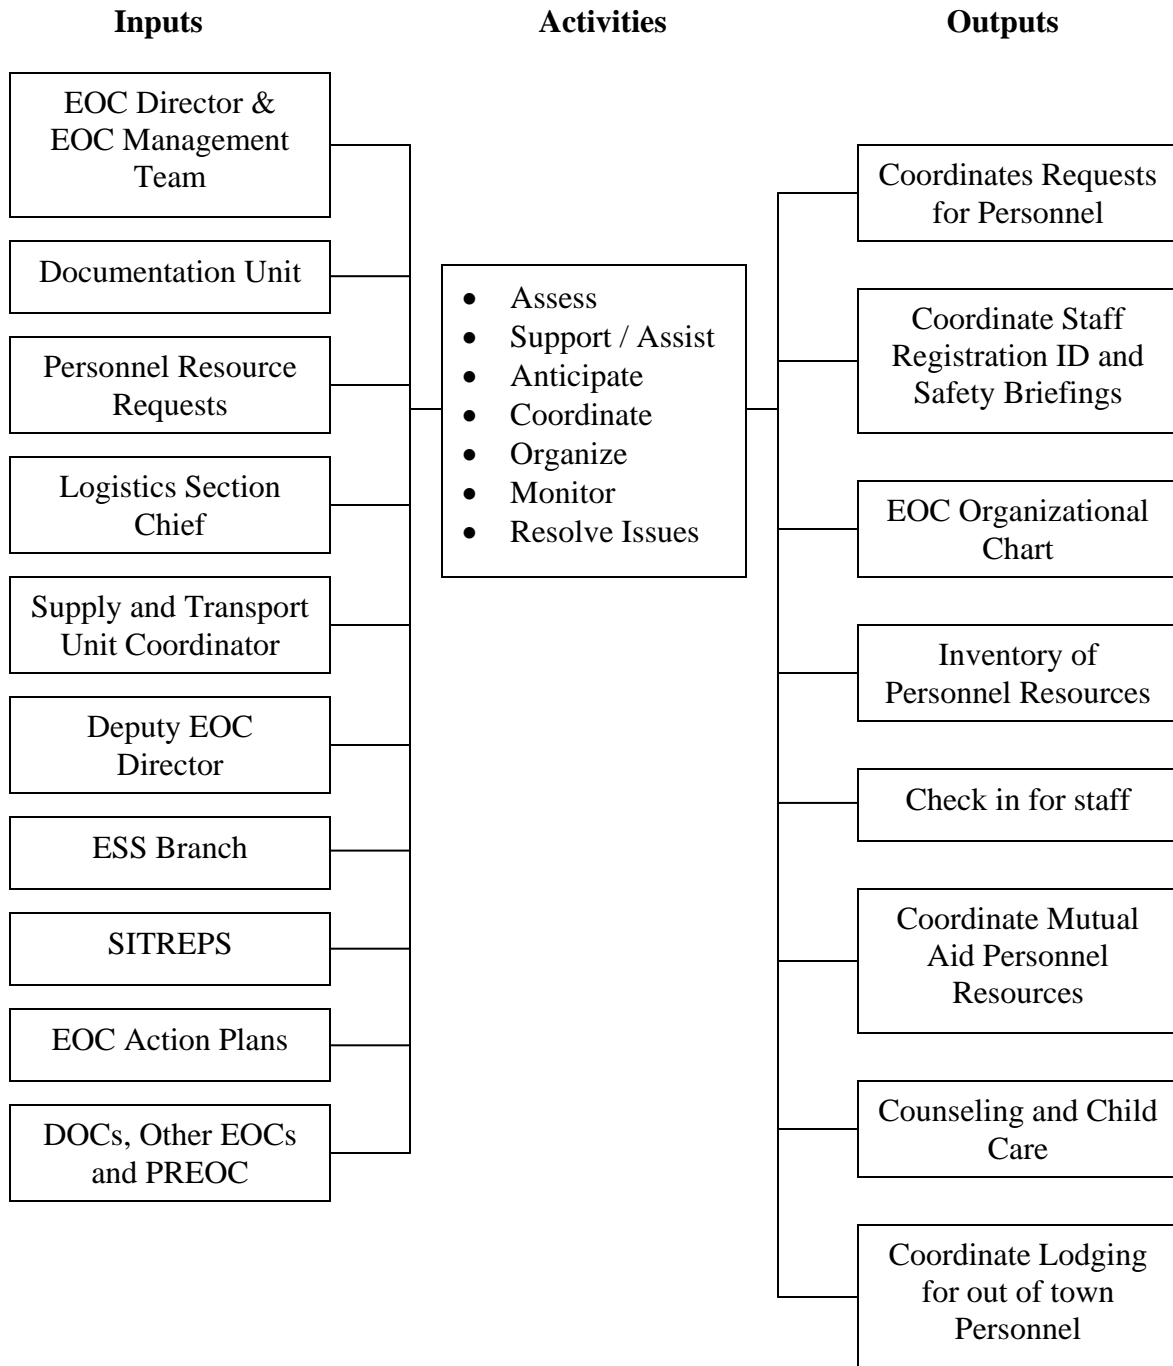 Inputs
Activities
Outputs
EOC Director &
EOC Management
Team
Documentation Unit
Personnel Resource
Requests
Logistics Section
Chief
Supply and Transport
Unit Coordinator
Deputy EOC
Director
ESS Branch
SITREPS
EOC Action Plans
DOCs, Other EOCs
and PREOC
• Assess
• Support / Assist
• Anticipate
• Coordinate
• Organize
• Monitor
• Resolve Issues
Coordinates Requests
for Personnel
Coordinate Staff
Registration ID and
Safety Briefings
EOC Organizational
Chart
Inventory of
Personnel Resources
Check in for staff
Coordinate Mutual
Aid Personnel
Resources
Counseling and Child
Care
Coordinate Lodging
for out of town
Personnel